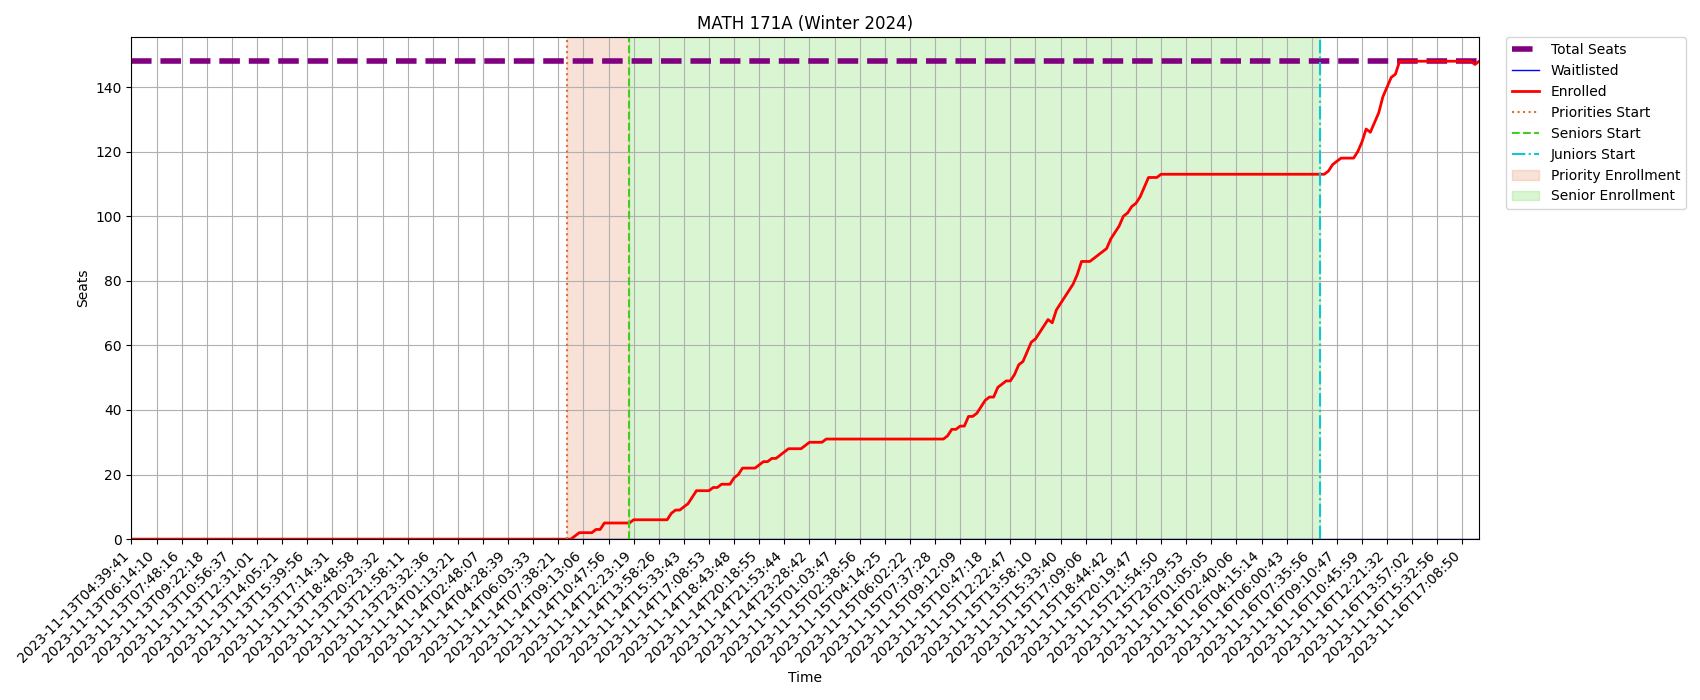 MATH 171A (Winter 2024)
Total Seats
Waitlisted
Enrolled
Priorities Start
Seniors Start
Juniors Start
Priority Enrollment
Senior Enrollment
Seats
140
120
100
80
60
40
20
0
2023-11-13T04:39:41
2023-11-13T06:14:10
2023-11-13T07:48:16
2023-11-13T09:22:18
2023-11-13T10:56:37
2023-11-13T12:31:01
2023-11-13T14:05:21
2023-11-13T15:39:56
2023-11-13T17:14:31
2023-11-13T18:48:58
2023-11-13T20:23:32
2023-11-13T21:58:11
2023-11-13T23:32:36
2023-11-14T01:13:21
2023-11-14T02:48:07
2023-11-14T04:28:39
2023-11-14T06:03:33
2023-11-14T07:38:21
2023-11-14T09:13:06
2023-11-14T10:47:56
2023-11-14T12:23:19
2023-11-14T13:58:26
2023-11-14T15:33:43
2023-11-14T17:08:53
2023-11-14T18:43:48
2023-11-14T20:18:55
2023-11-14T21:53:44
2023-11-14T23:28:42
2023-11-15T01:03:47
2023-11-15T02:38:56
2023-11-15T04:14:25
2023-11-15T06:02:22
2023-11-15T07:37:28
2023-11-15T09:12:09
2023-11-15T10:47:18
2023-11-15T12:22:47
2023-11-15T13:58:10
2023-11-15T15:33:40
2023-11-15T17:09:06
2023-11-15T18:44:42
2023-11-15T20:19:47
2023-11-15T21:54:50
2023-11-15T23:29:53
2023-11-16T01:05:05
2023-11-16T02:40:06
2023-11-16T04:15:14
2023-11-16T06:00:43
2023-11-16T07:35:56
2023-11-16T09:10:47
2023-11-16T10:45:59
2023-11-16T12:21:32
2023-11-16T13:57:02
2023-11-16T15:32:56
2023-11-16T17:08:50
Time